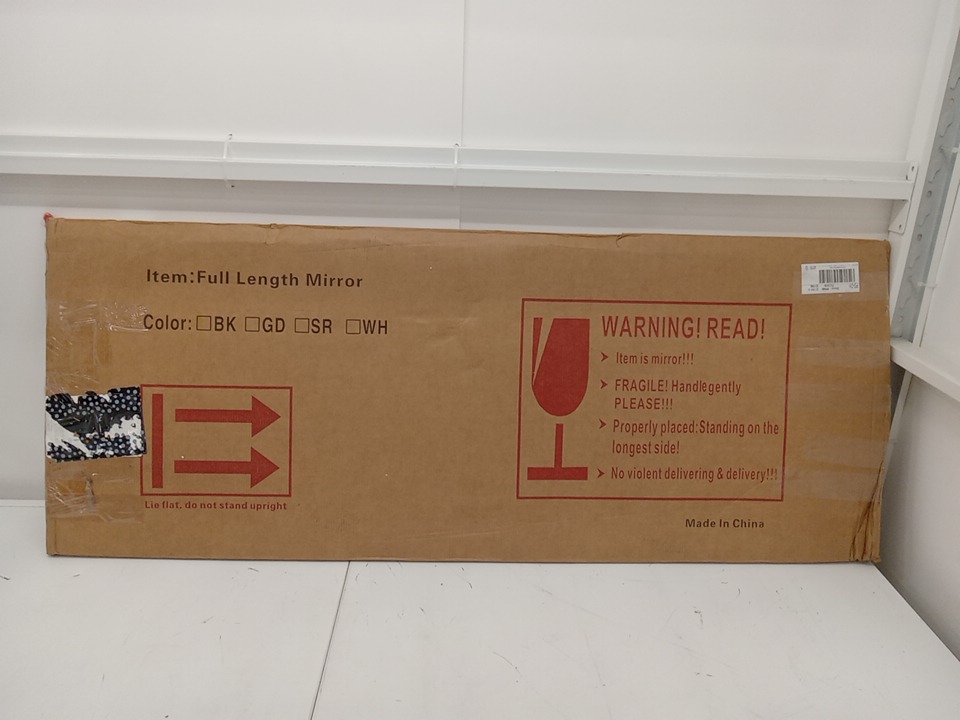 Item:Full Length Mirror
Color: BK GD SR WH
Lie flat, do not stand upright
WARNING! READ!
Item is mirror!!!
FRAGILE! Handlegently
PLEASE!!!
Properly placed:Standing on the
longest side!
No violent delivering & delivery!!!
Made In China